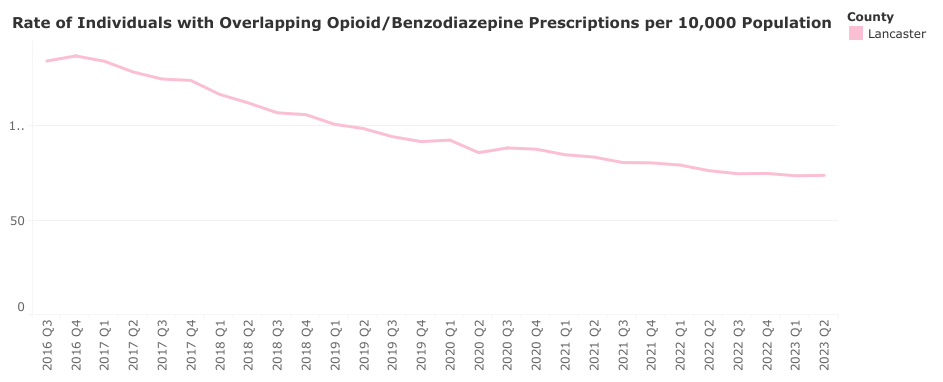 Rate of Individuals with Overlapping Opioid/Benzodiazepine Prescriptions per 10,000 Population
County
Lancaster
1..
50
0
2016 Q3
2016 Q4
2017 Q1
2017 Q2
2017 Q3
2017 Q4
2018 Q1
2018 Q2
2018 Q3
2018 Q4
2019 Q1
2019 Q2
2019 Q3
2019 Q4
2020 Q1
2020 Q2
2020 Q3
2020 Q4
2021 Q1
2021 Q2
2021 Q3
2021 Q4
2022 Q1
2022 Q2
2022 Q3
2022 Q4
2023 Q1
2023 Q2